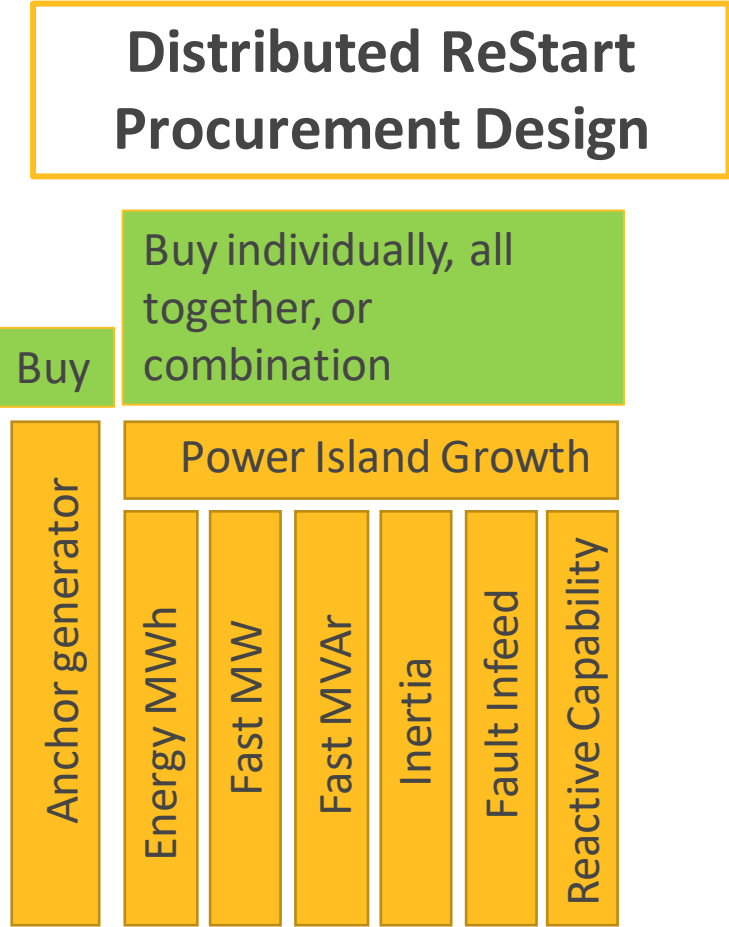 Distributed ReStart
Procurement Design
Buy individually, all
together, or
combination
Buy
Power Island Growth
Anchor generator
Energy MWh
Fast MW
Fast MVAr
Inertia
Fault Infeed
Reactive Capability